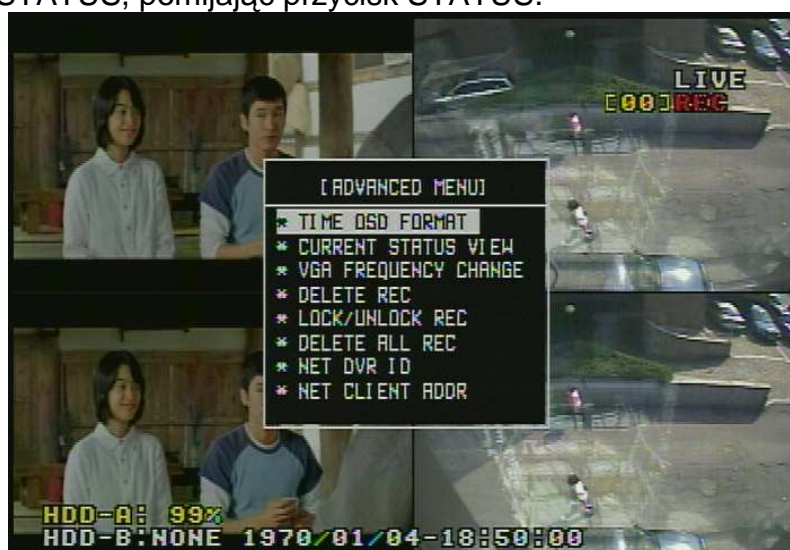 STATUS, pomijając przycisk STATUS.
LIVE
[00]REC
[ADVANCED MENU]
* TIME OSD FORMAT
* CURRENT STATUS VIEW
* VGA FREQUENCY CHANGE
* DELETE REC
* LOCK/UNLOCK REC
* DELETE ALL REC
* NET DVR ID
* NET CLIENT ADDR
HDD-A: 99%
HDD-B:NONE 1970/01/04-18:50:00